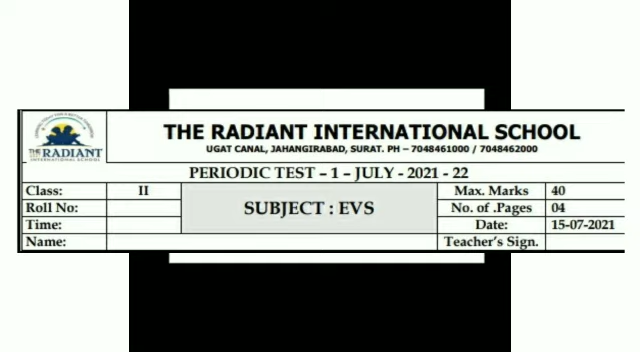 THE RADIANT
INTERNATIONAL SCHOOL
THE RADIANT INTERNATIONAL SCHOOL
UGAT CANAL, JAHANGIRABAD, SURAT. PH – 7048461000 / 7048462000
PERIODIC TEST – 1 – JULY - 2021 - 22
Class: II SUBJECT : EVS Max. Marks 40
Roll No: No. of .Pages 04
Time: Date: 15-07-2021
Name: Teacher's Sign.